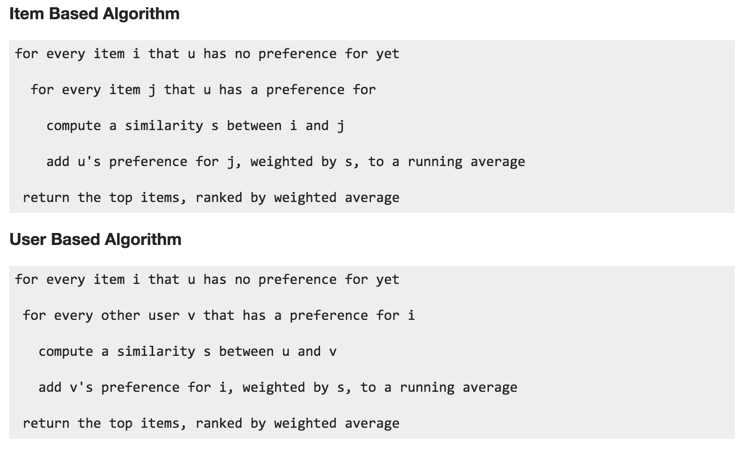 Item Based Algorithm
for every item i that u has no preference for yet
for every item j that u has a preference for
compute a similarity s between i and j
add u's preference for j, weighted by s, to a running average
return the top items, ranked by weighted average
User Based Algorithm
for every item i that u has no preference for yet
for every other user v that has a preference for i
compute a similarity s between u and v
add v's preference for i, weighted by s, to a running average
return the top items, ranked by weighted average